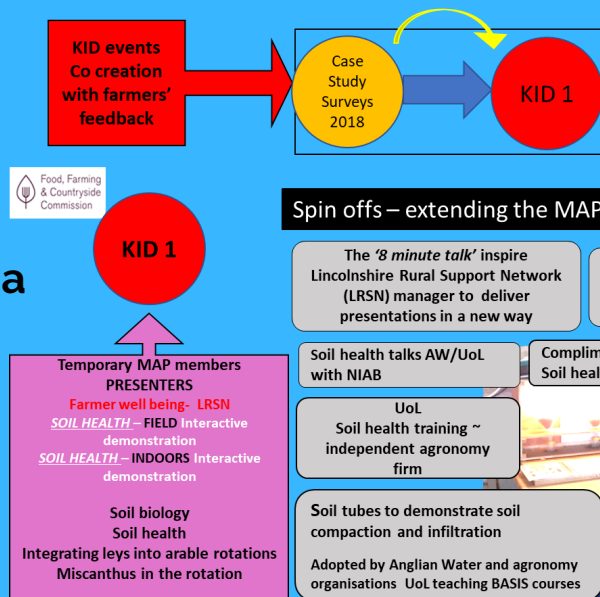 KID events
Co creation
with farmers'
feedback
Case
Study
Surveys
2018
KID 1
Food, Farming
& Countryside
Commission
KID 1
a
Temporary MAP members
PRESENTERS
Farmer well being- LRSN
SOIL HEALTH – FIELD Interactive
demonstration
SOIL HEALTH – INDOORS Interactive
demonstration
Soil biology
Soil health
Integrating leys into arable rotations
Miscanthus in the rotation
Spin offs – extending the MAP
The '8 minute talk' inspire
Lincolnshire Rural Support Network
(LRSN) manager to deliver
presentations in a new way
Soil health talks AW/UoL
with NIAB
Complim
Soil heal
UoL
Soil health training ~
independent agronomy
firm
Soil tubes to demonstrate soil
compaction and infiltration
Adopted by Anglian Water and agronomy
organisations UoL teaching BASIS courses